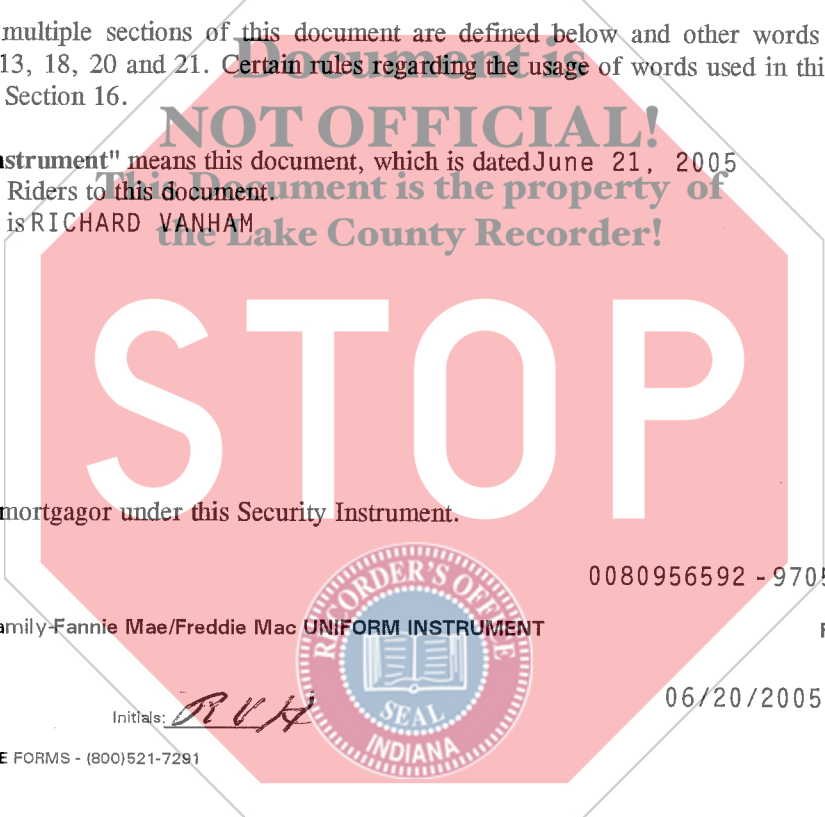 multiple sections of this document are defined below and other words
Document is
13, 18, 20 and 21. Certain rules regarding the usage of words used in thi
Section 16.
NOT OFFICIAL!
nstrument" means this document, which is dated June 21, 2005
This Document is the property of
Riders to this document.
is RICHARD VANHAM
the Lake County Recorder!
STOP
mortgagor under this Security Instrument.
0080956592 - 9705
RECORDER'S OFFICE
amily-Fannie Mae/Freddie Mac UNIFORM INSTRUMENT
F
06/20/2005
Initials: RVH
SEAL
INDIANA
E FORMS - (800)521-7291